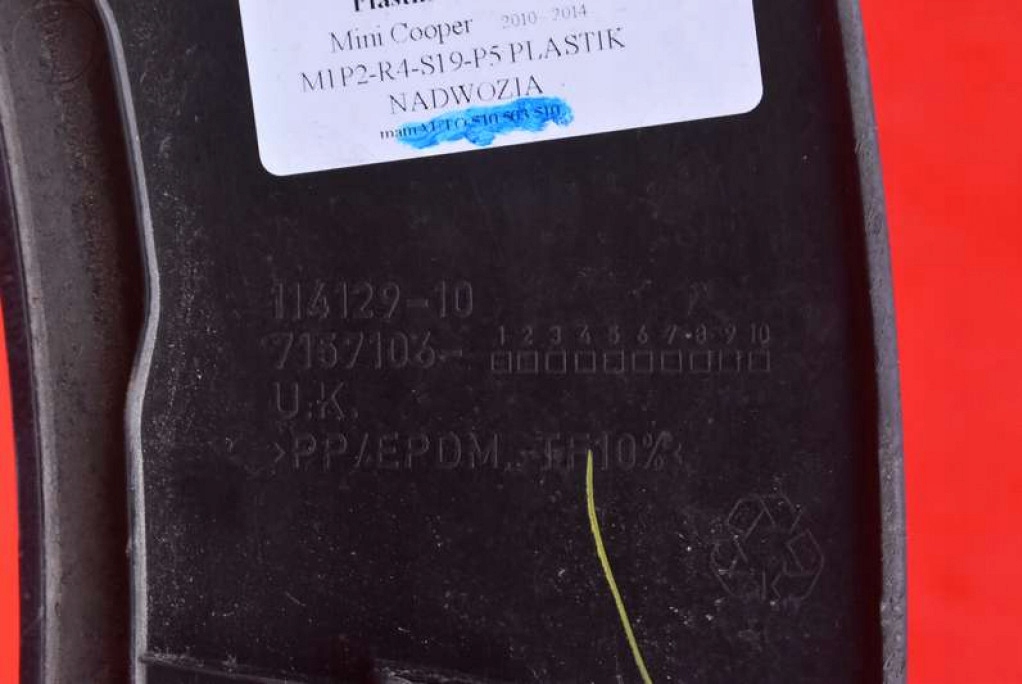 Mini Cooper 2010-2014
M1P2-R4-S19-P5 PLASTIK
NADWOZIA
114129-10
7157106
1 2 3 4 5 6 7 8 9 10
U.K.
>PP/EPDM, TF10%<